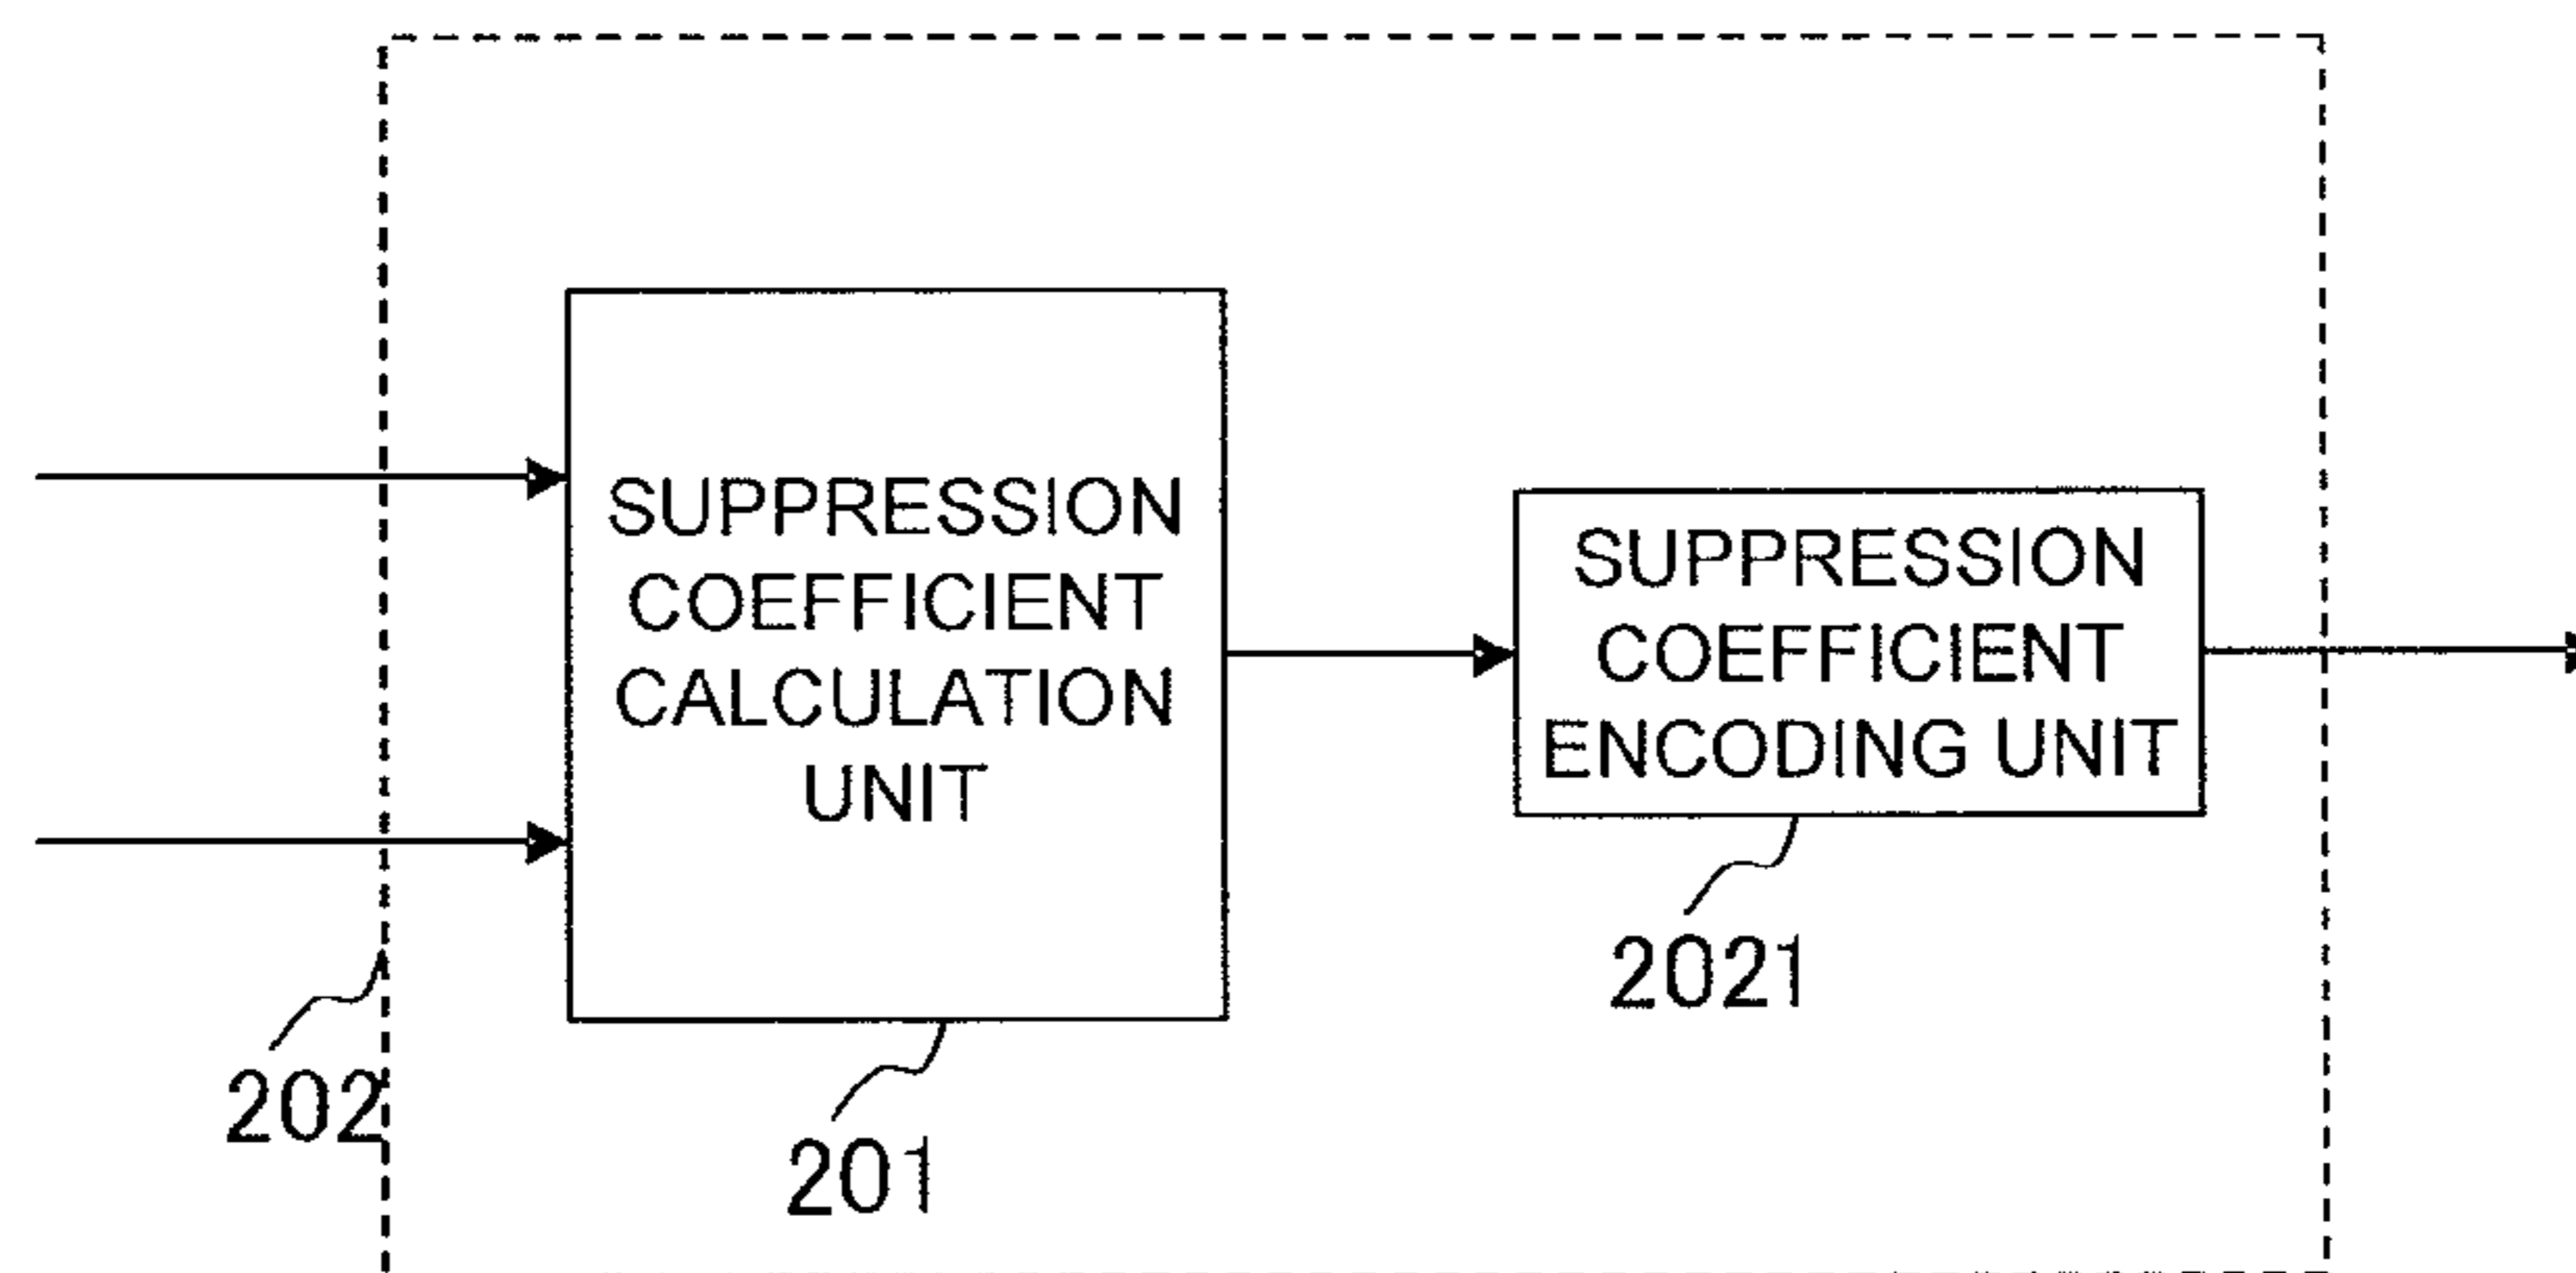 SUPPRESSION
COEFFICIENT
CALCULATION
UNIT
SUPPRESSION
COEFFICIENT
ENCODING UNIT
2021
202
201